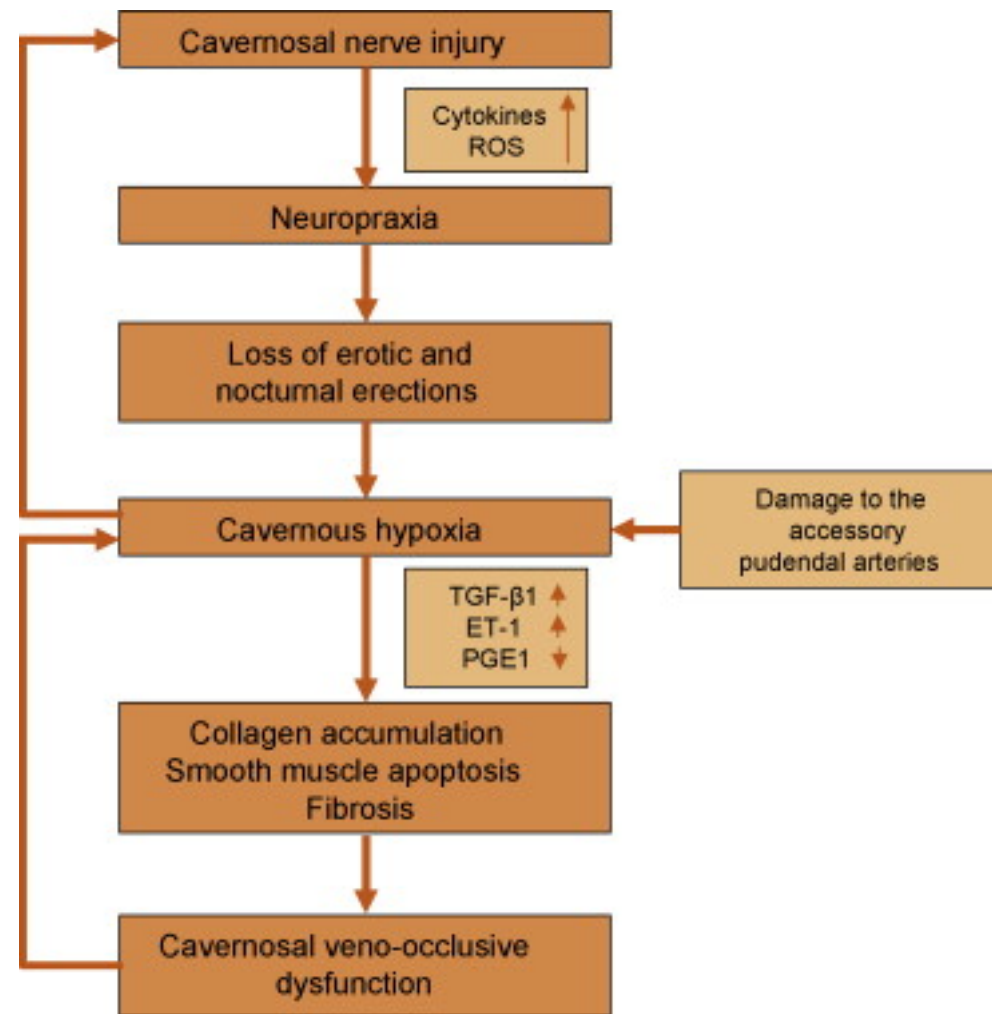 Cavernosal nerve injury
Cytokines
ROS
Neuropraxia
Loss of erotic and
nocturnal erections
Cavernous hypoxia
Damage to the
accessory
pudendal arteries
TGF-β1
ET-1
PGE1
Collagen accumulation
Smooth muscle apoptosis
Fibrosis
Cavernosal veno-occlusive
dysfunction